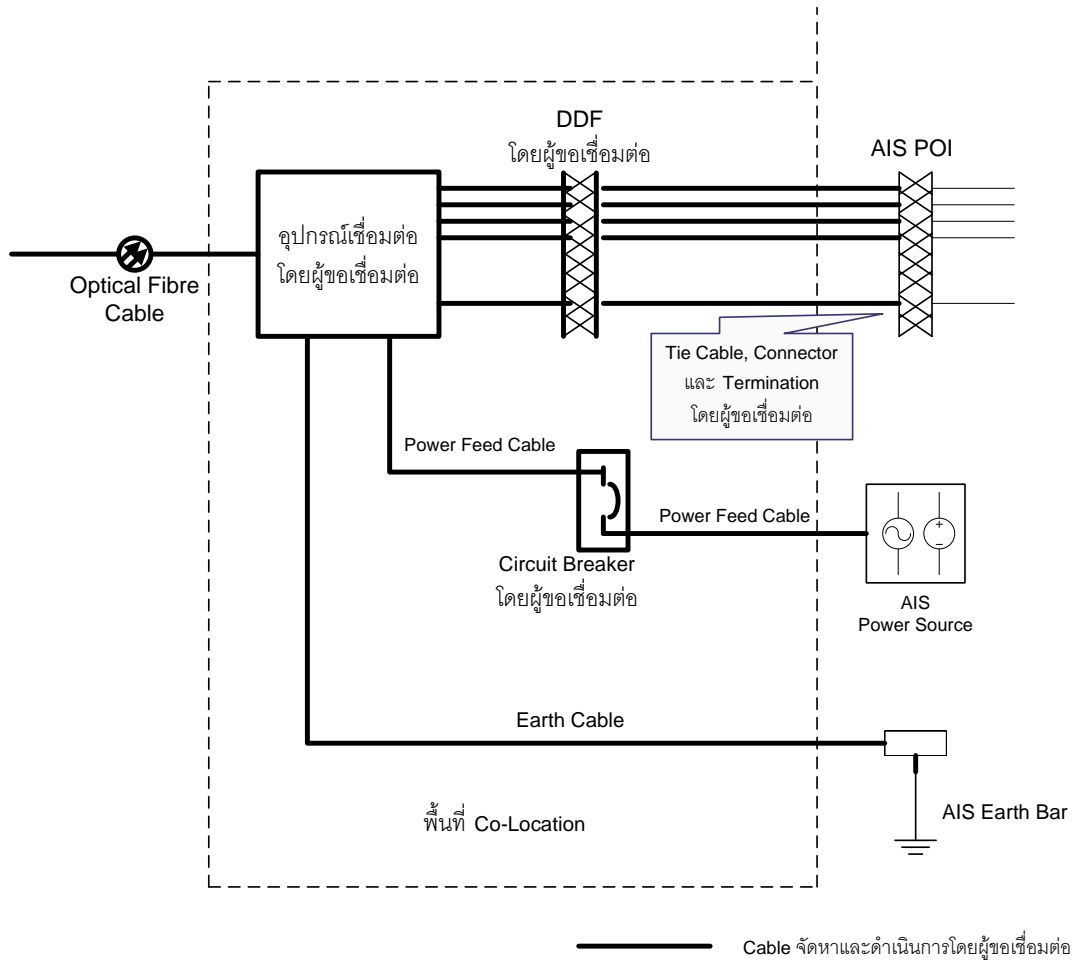 DDF
โดยผู้ขอเชื่อมต่อ
AIS POI
อุปกรณ์เชื่อมต่อ
โดยผู้ขอเชื่อมต่อ
Optical Fibre
Cable
Tie Cable, Connector
และ Termination
โดยผู้ขอเชื่อมต่อ
Power Feed Cable
Power Feed Cable
Circuit Breaker
โดยผู้ขอเชื่อมต่อ
AIS
Power Source
Earth Cable
AIS Earth Bar
พื้นที่ Co-Location
Cable จัดหาและดำเนินการโดยผู้ขอเชื่อมต่อ